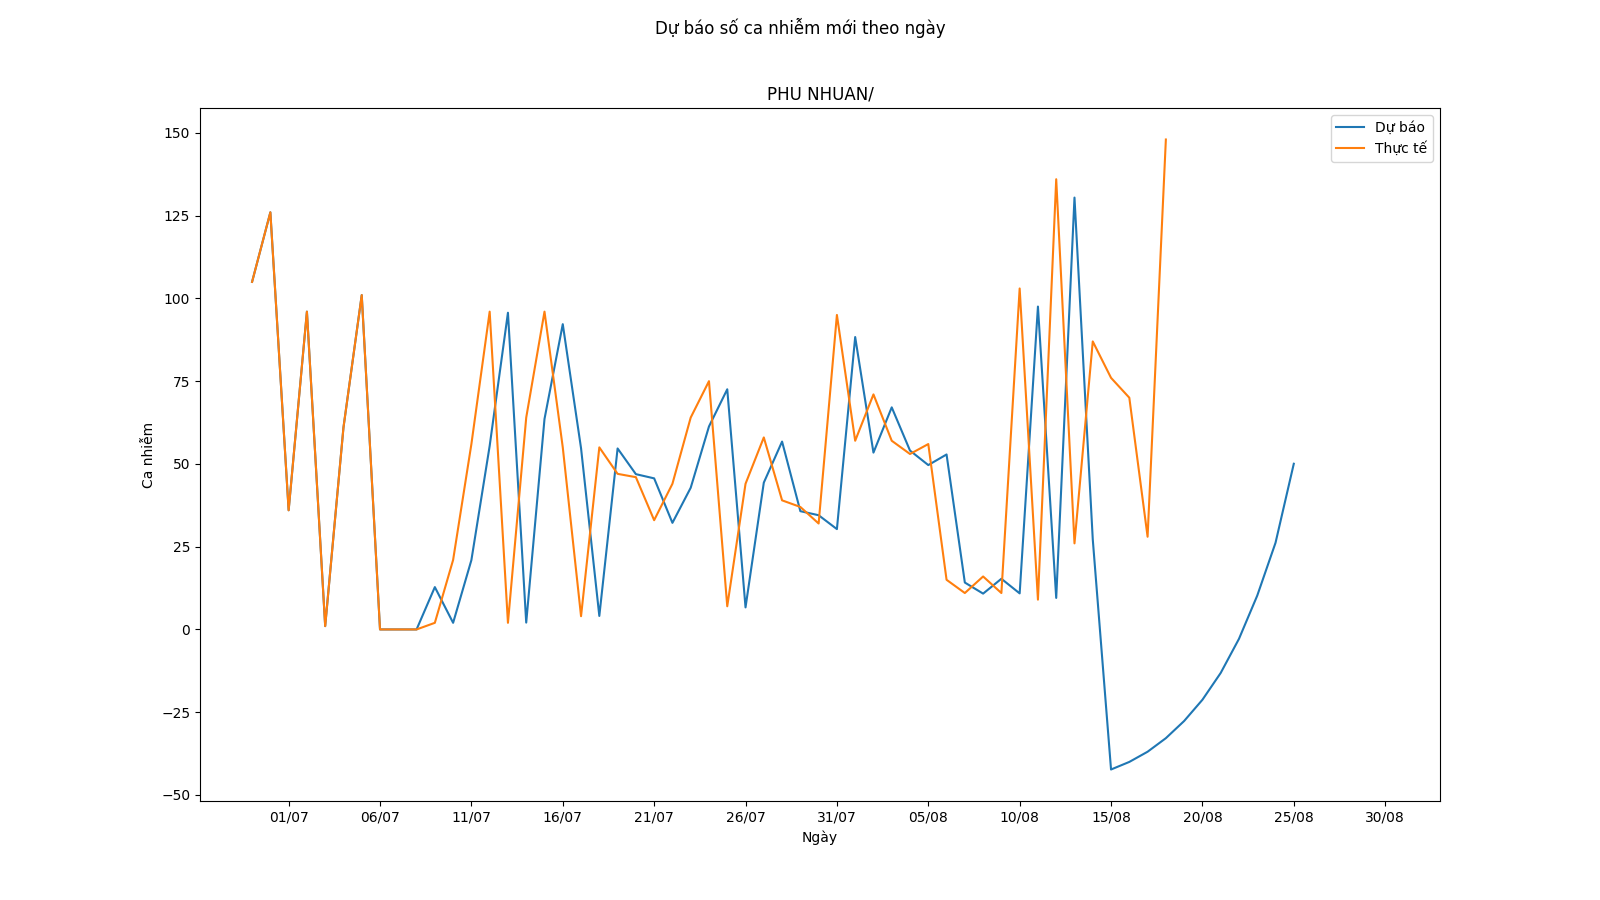 Dự báo số ca nhiễm mới theo ngày
PHU NHUAN/
Dự báo
Thực tế
150
125
100
75
50
25
0
−25
−50
Ca nhiễm
01/07 06/07 11/07 16/07 21/07 26/07 31/07 05/08 10/08 15/08 20/08 25/08 30/08
Ngày